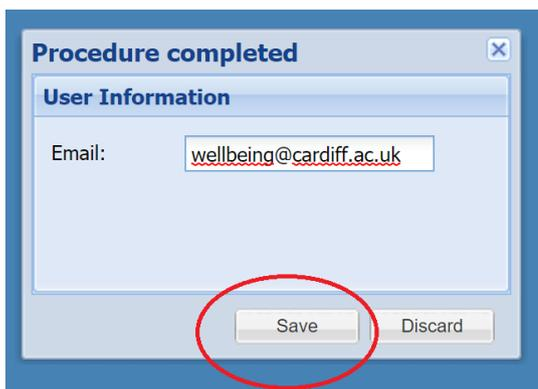 Procedure completed
User Information
Email: wellbeing@cardiff.ac.uk
Save Discard